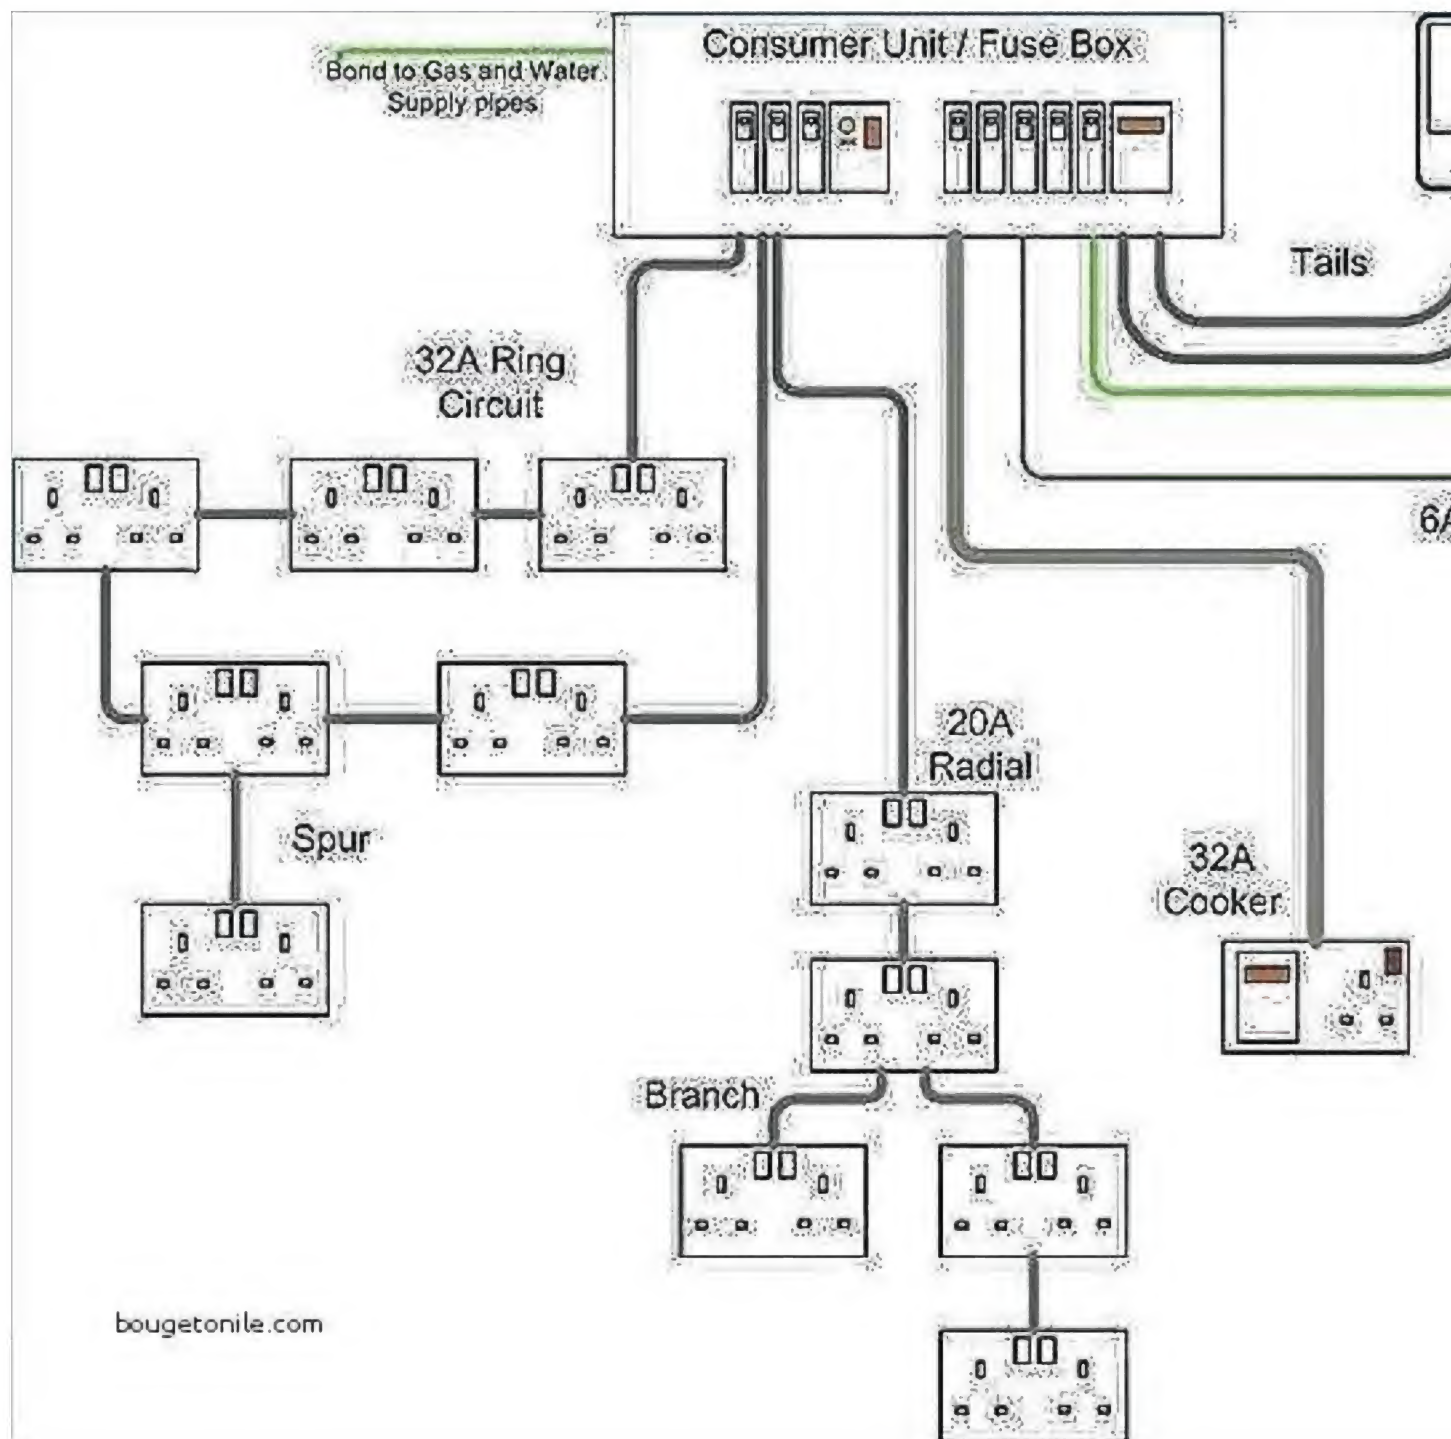 Consumer Unit / Fuse Box
Bond to Gas and Water
Supply pipes
Tails
32A Ring
Circuit
6A
20A
Radial
Spur
32A
Cooker
Branch
bougetonile.com